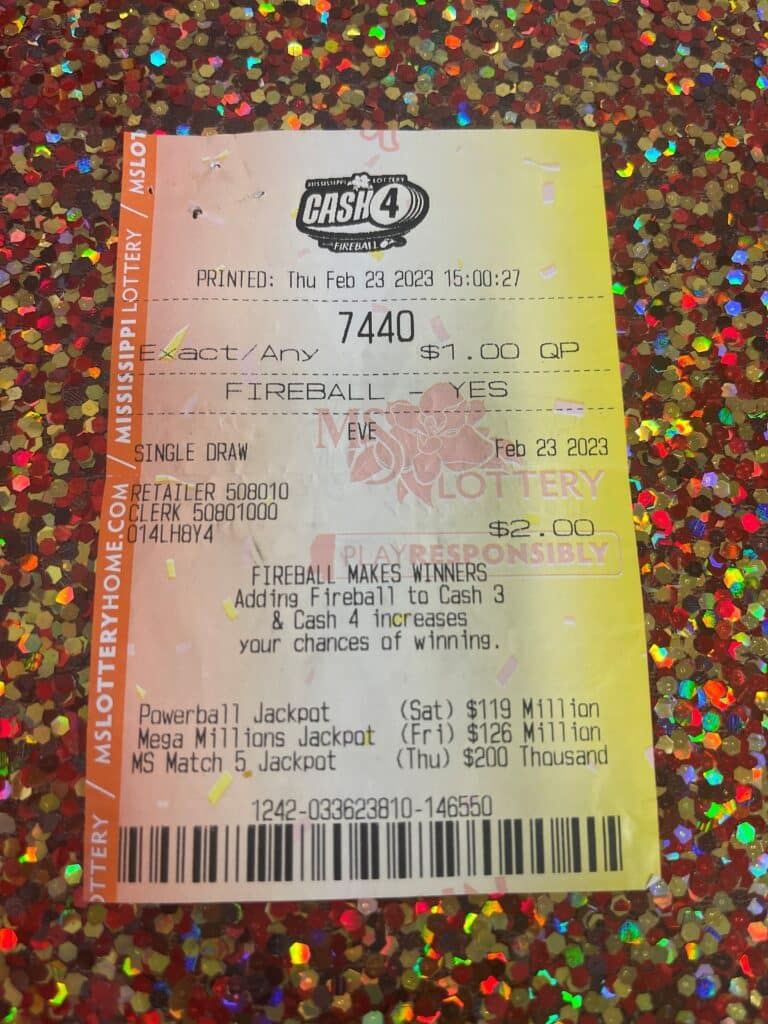 MISSISSIPPI LOTTERY
CASH 4
FIREBALL
PRINTED: Thu Feb 23 2023 15:00:27
7440
Exact/Any $1.00 QP
FIREBALL - YES
EVE
SINGLE DRAW Feb 23 2023
MS
LOTTERY
RETAILER 508010
CLERK 50801000
014LH8Y4 $2.00
PLAY RESPONSIBLY
FIREBALL MAKES WINNERS
Adding Fireball to Cash 3
& Cash 4 increases
your chances of winning.
Powerball Jackpot (Sat) $119 Million
Mega Millions Jackpot (Fri) $126 Million
MS Match 5 Jackpot (Thu) $200 Thousand
1242-033623810-146550
OTTERY / MSLOTTERYHOME.COM / MISSISSIPPI LOTTERY / MSLOT